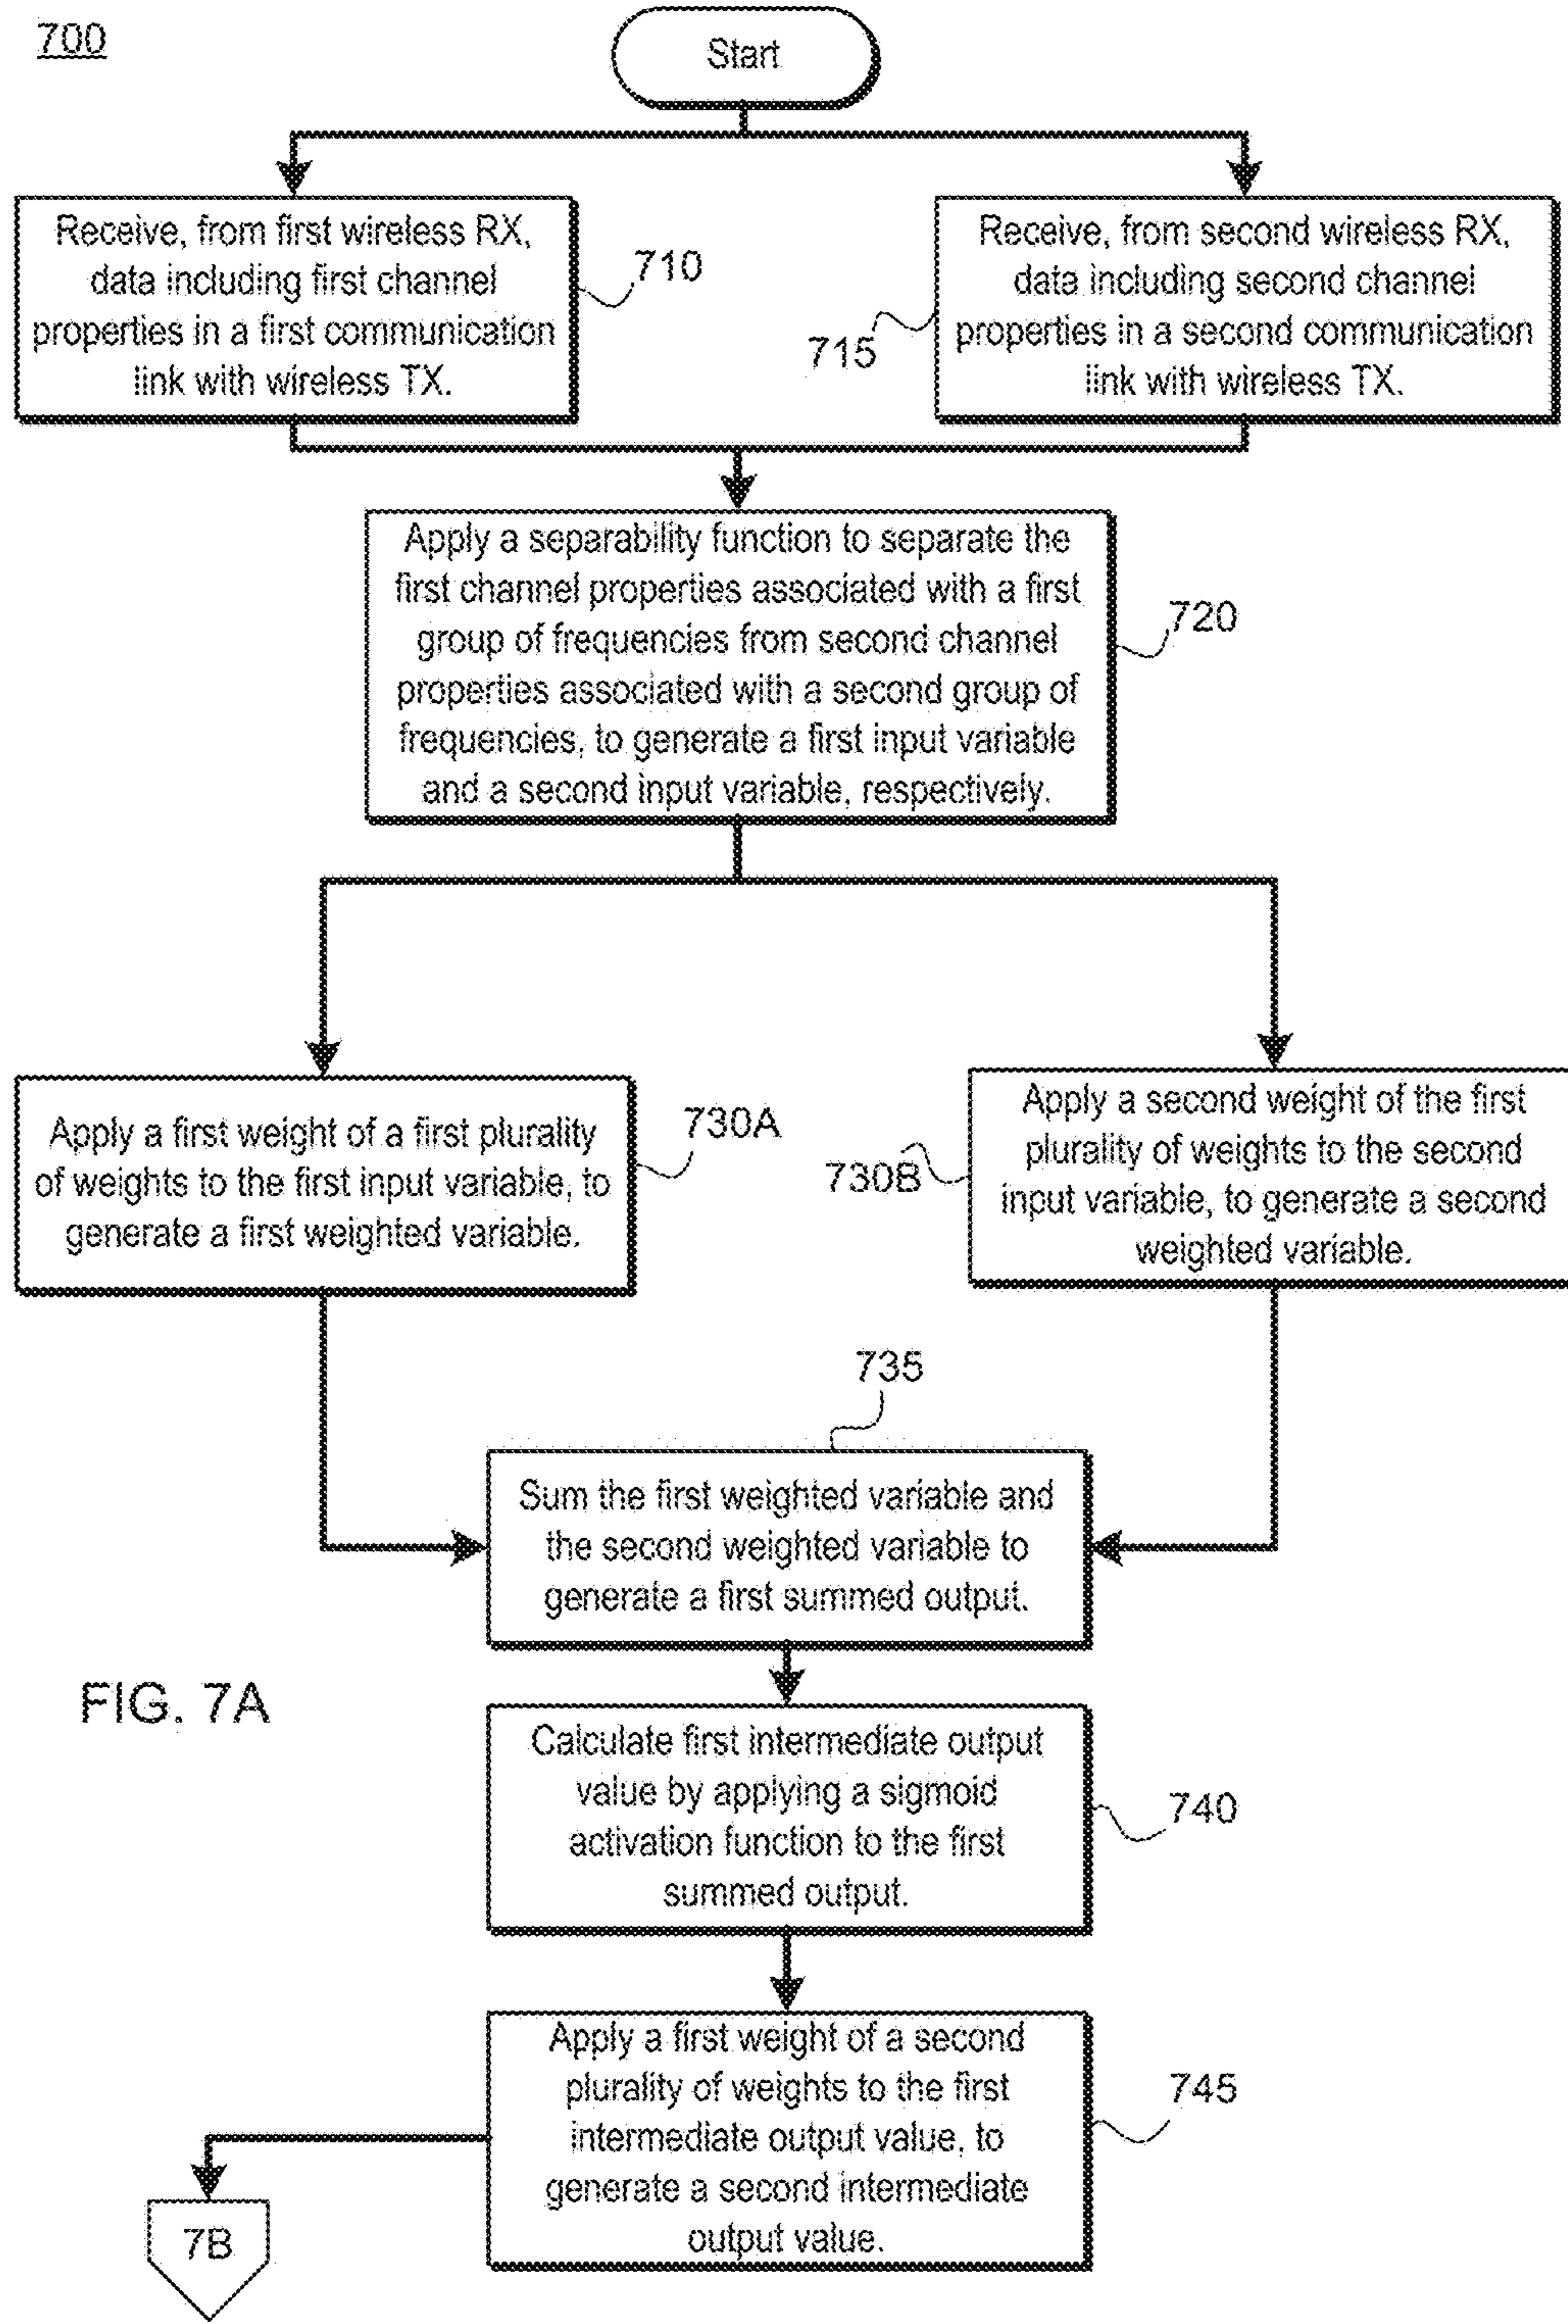 700
Start
Receive, from first wireless RX,
data including first channel
properties in a first communication
link with wireless TX.
710
Receive, from second wireless RX,
data including second channel
properties in a second communication
link with wireless TX.
715
Apply a separability function to separate the
first channel properties associated with a first
group of frequencies from second channel
properties associated with a second group of
frequencies, to generate a first input variable
and a second input variable, respectively.
720
Apply a first weight of a first plurality
of weights to the first input variable, to
generate a first weighted variable.
730A
Apply a second weight of the first
plurality of weights to the second
input variable, to generate a second
weighted variable.
730B
735
Sum the first weighted variable and
the second weighted variable to
generate a first summed output.
FIG. 7A
Calculate first intermediate output
value by applying a sigmoid
activation function to the first
summed output.
740
Apply a first weight of a second
plurality of weights to the first
intermediate output value, to
generate a second intermediate
output value.
745
7B